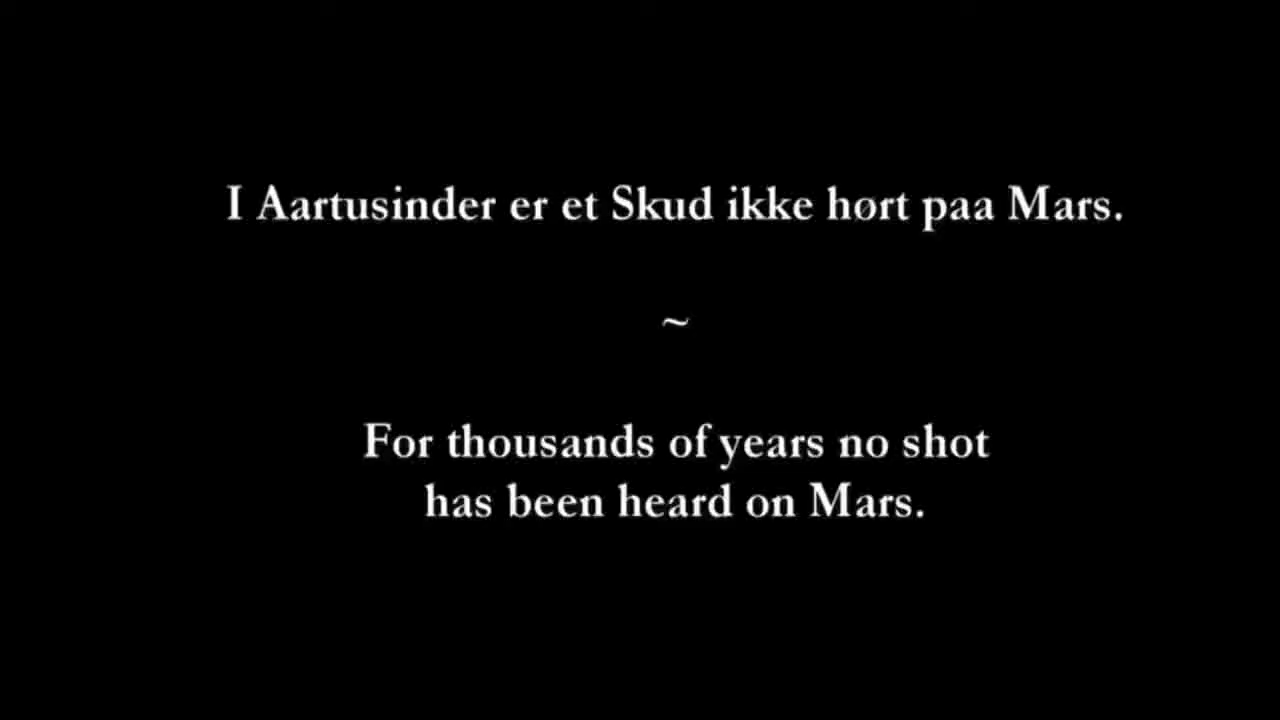 I Aartusinder er et Skud ikke hørt paa Mars.
~
For thousands of years no shot
has been heard on Mars.